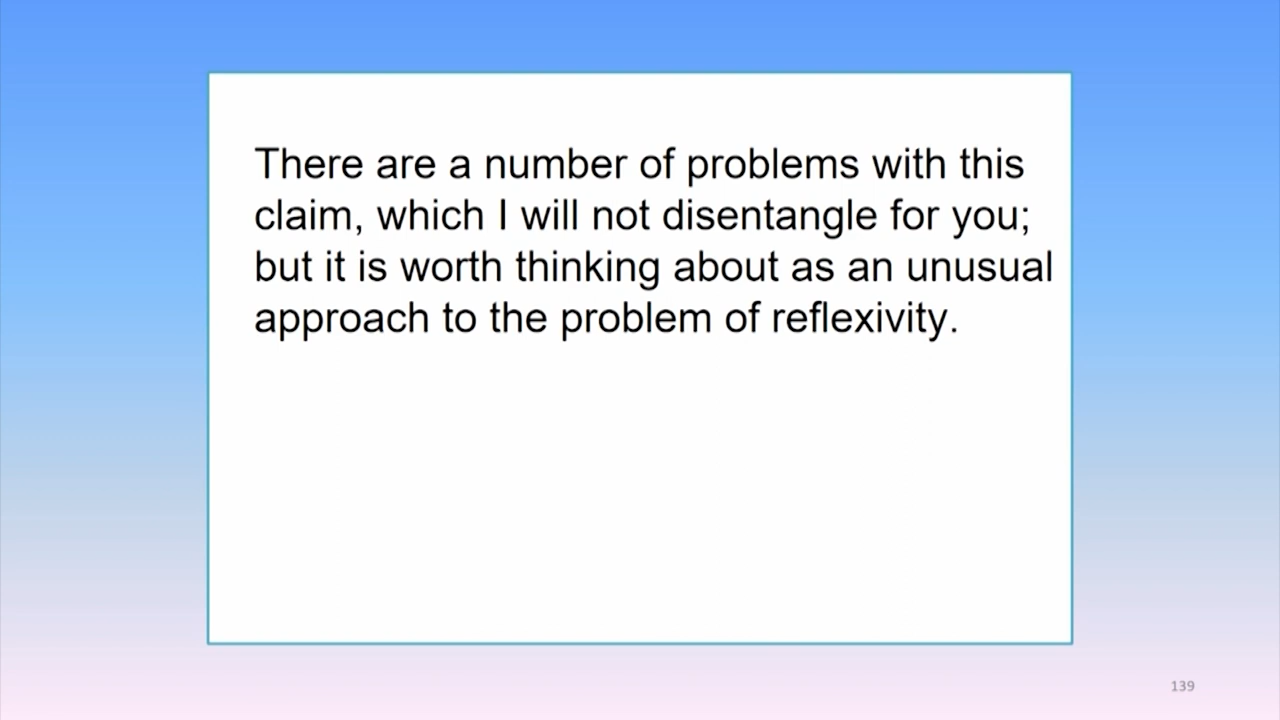 There are a number of problems with this
claim, which I will not disentangle for you;
but it is worth thinking about as an unusual
approach to the problem of reflexivity.
139